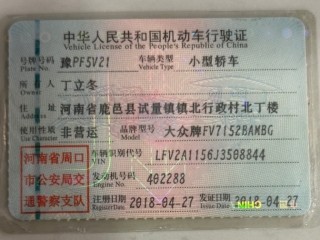 中华人民共和国机动车行驶证
Vehicle License of the People's Republic of China
号牌号码 豫PF5V21 车辆类型 小型轿车
Plate No. Vehicle Type
所有人 丁立冬
Owner
住址 河南省鹿邑县试量镇镇北行政村北丁楼
Address
使用性质 非营运 品牌型号 大众牌FV7152BAMBG
Use Character Model
河南省周口
市公安局交
通警察支队
车辆识别代号 LFV2A1156J3508844
VIN
发动机号码 402288
Engine No.
注册日期 2018-04-27 发证日期 2018-04-27
Register Date Issue Date